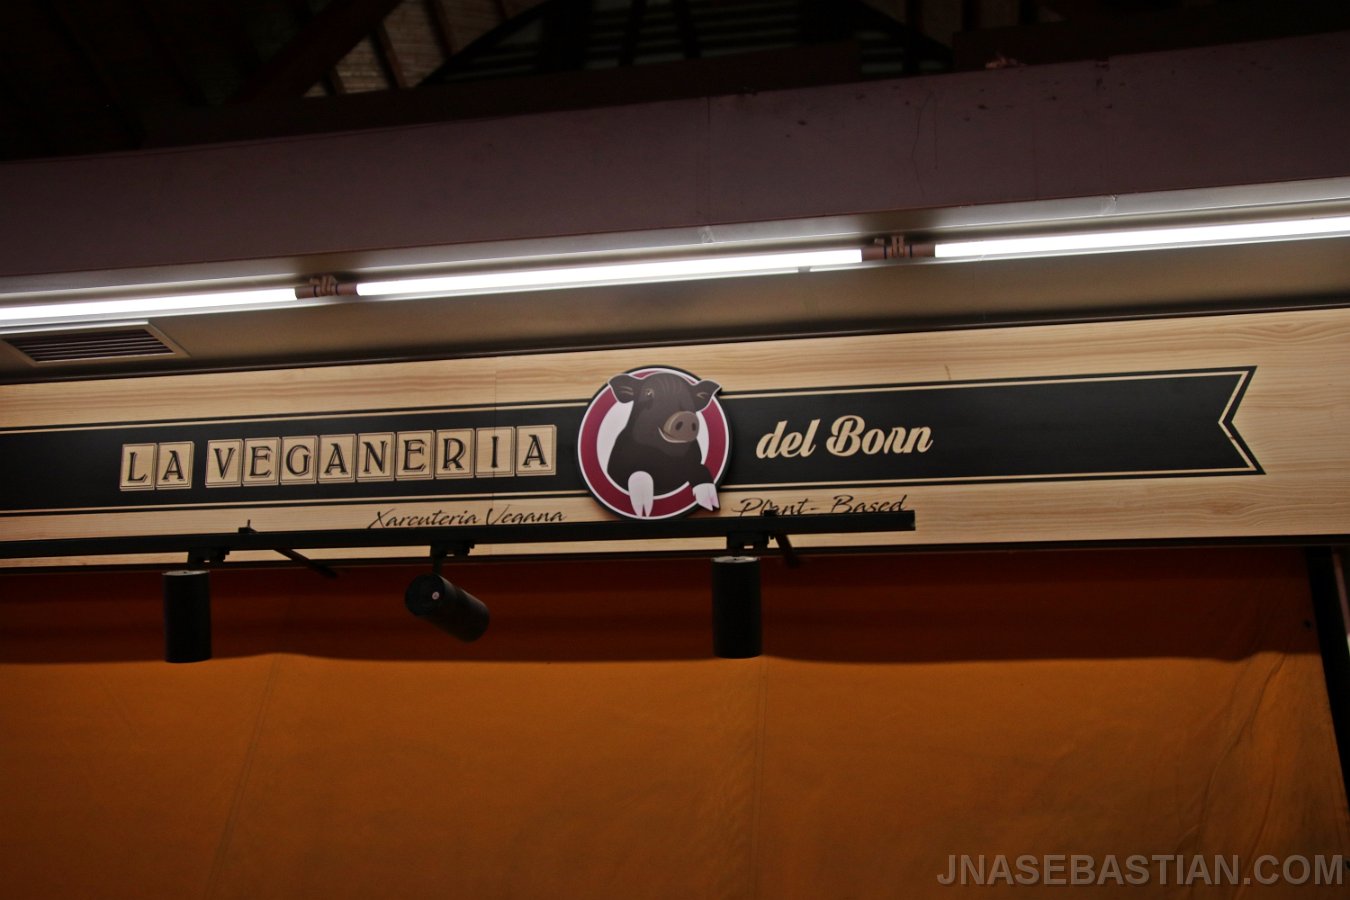 LA VEGANERIA del Born
Xarcuteria Vegana Plant-Based
JNASEBASTIAN.COM